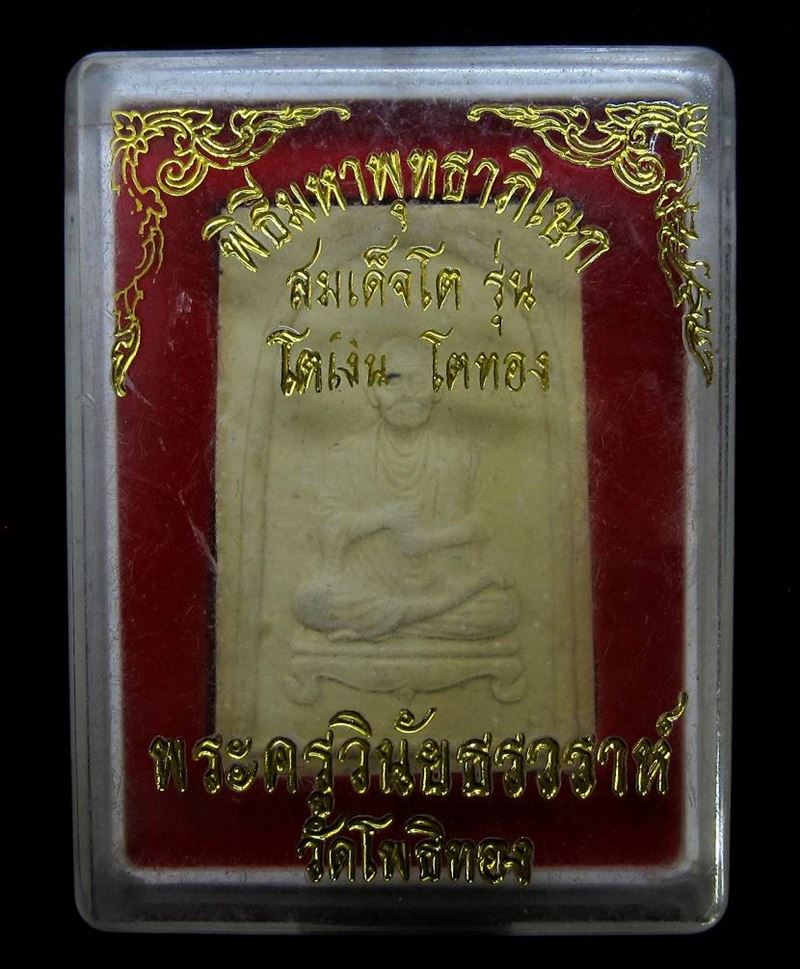 พิธีมหาพุทธาภิเษก
สมเด็จโต รุ่น
โตเงิน โตทอง
พระครูวินัยธรวราห์
วัดโพธิทอง